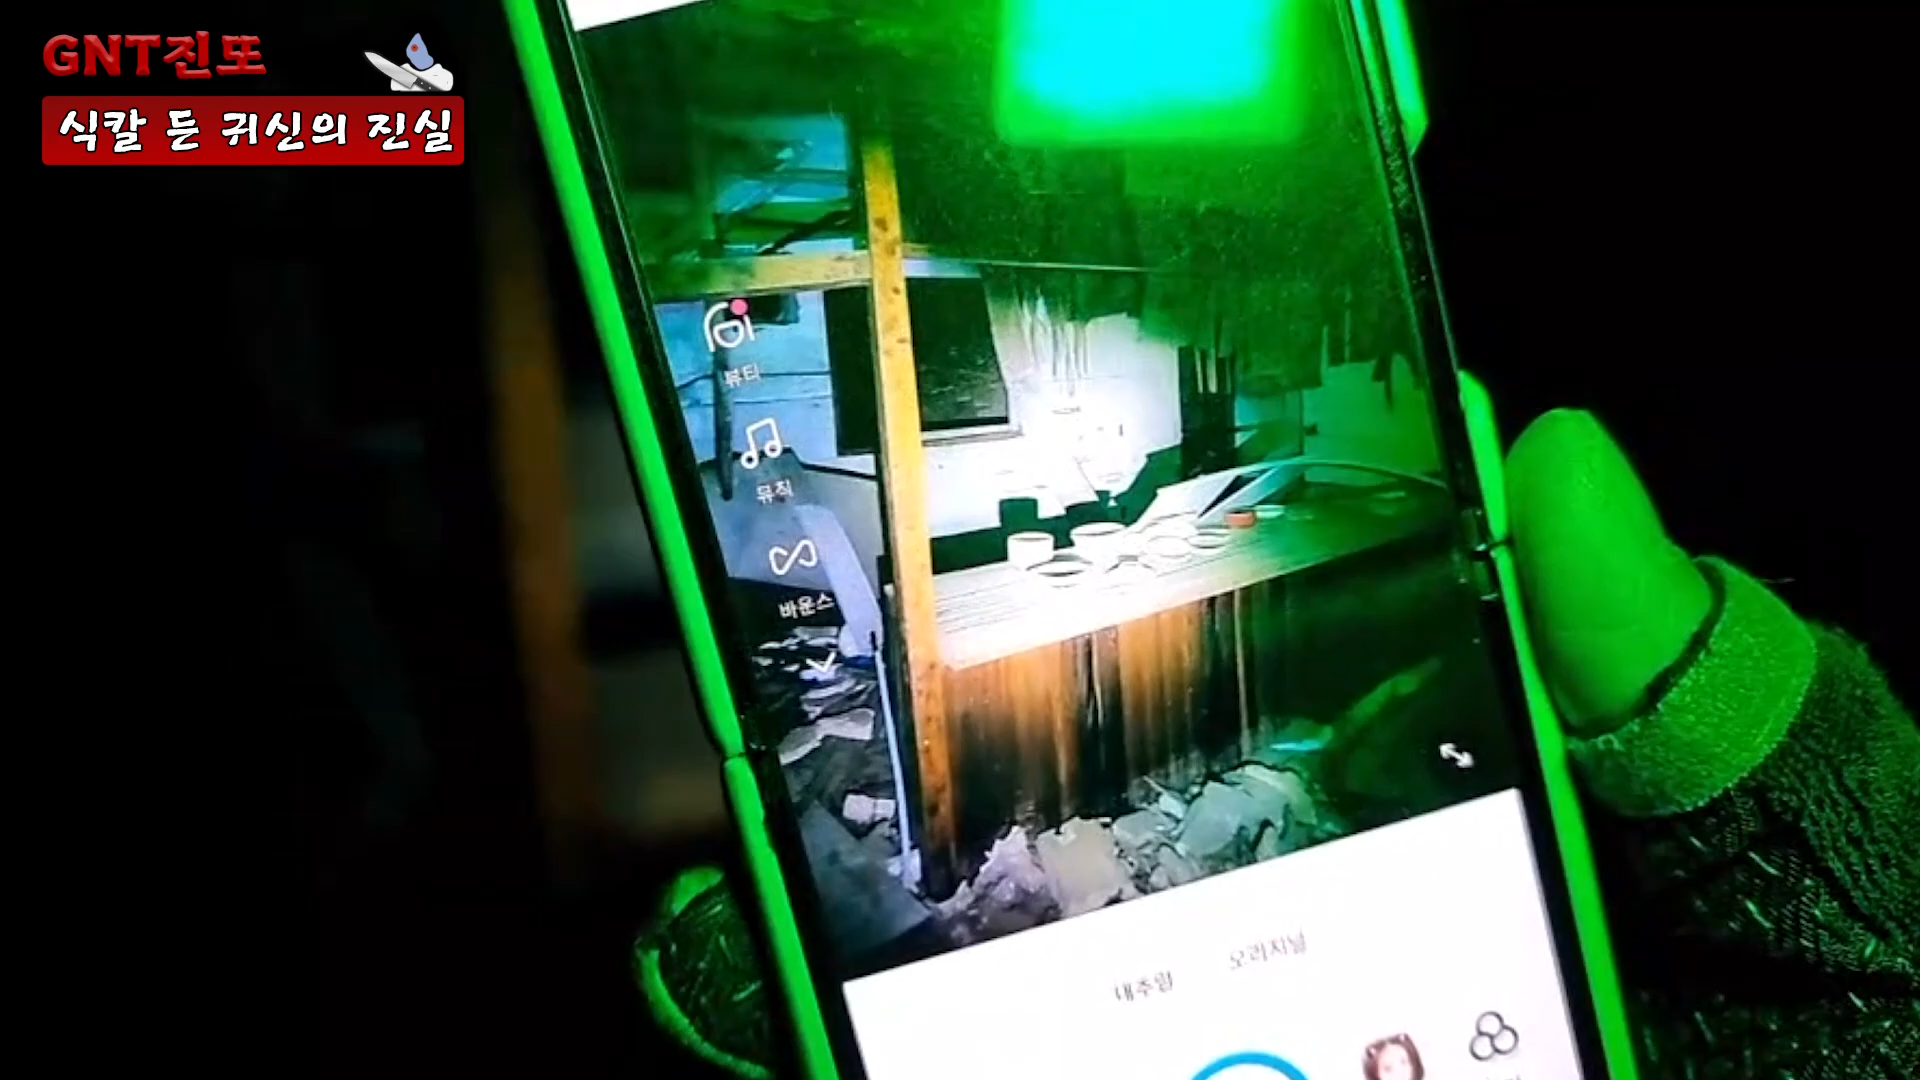 GNT진또
식칼 든 귀신의 진실
뷰티
뮤직
바운스
내추럴
오리지널